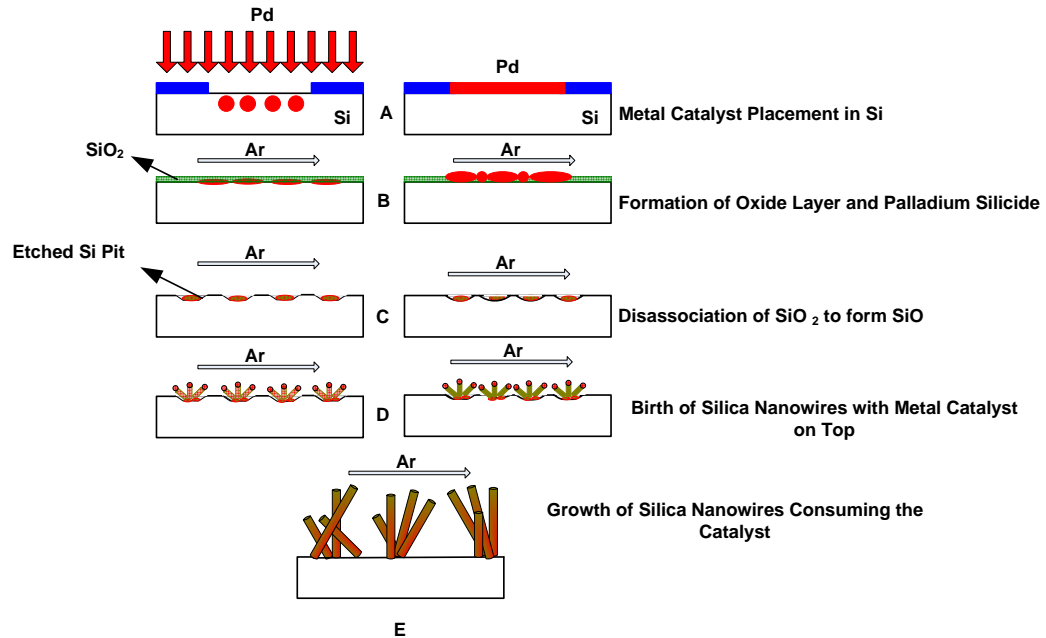 Pd
Pd
Si
A
Si
Metal Catalyst Placement in Si
SiO2
Ar
Ar
B
Formation of Oxide Layer and Palladium Silicide
Etched Si Pit
Ar
Ar
C
Disassociation of SiO 2 to form SiO
Ar
Ar
D
Birth of Silica Nanowires with Metal Catalyst
on Top
Ar
Growth of Silica Nanowires Consuming the
Catalyst
E